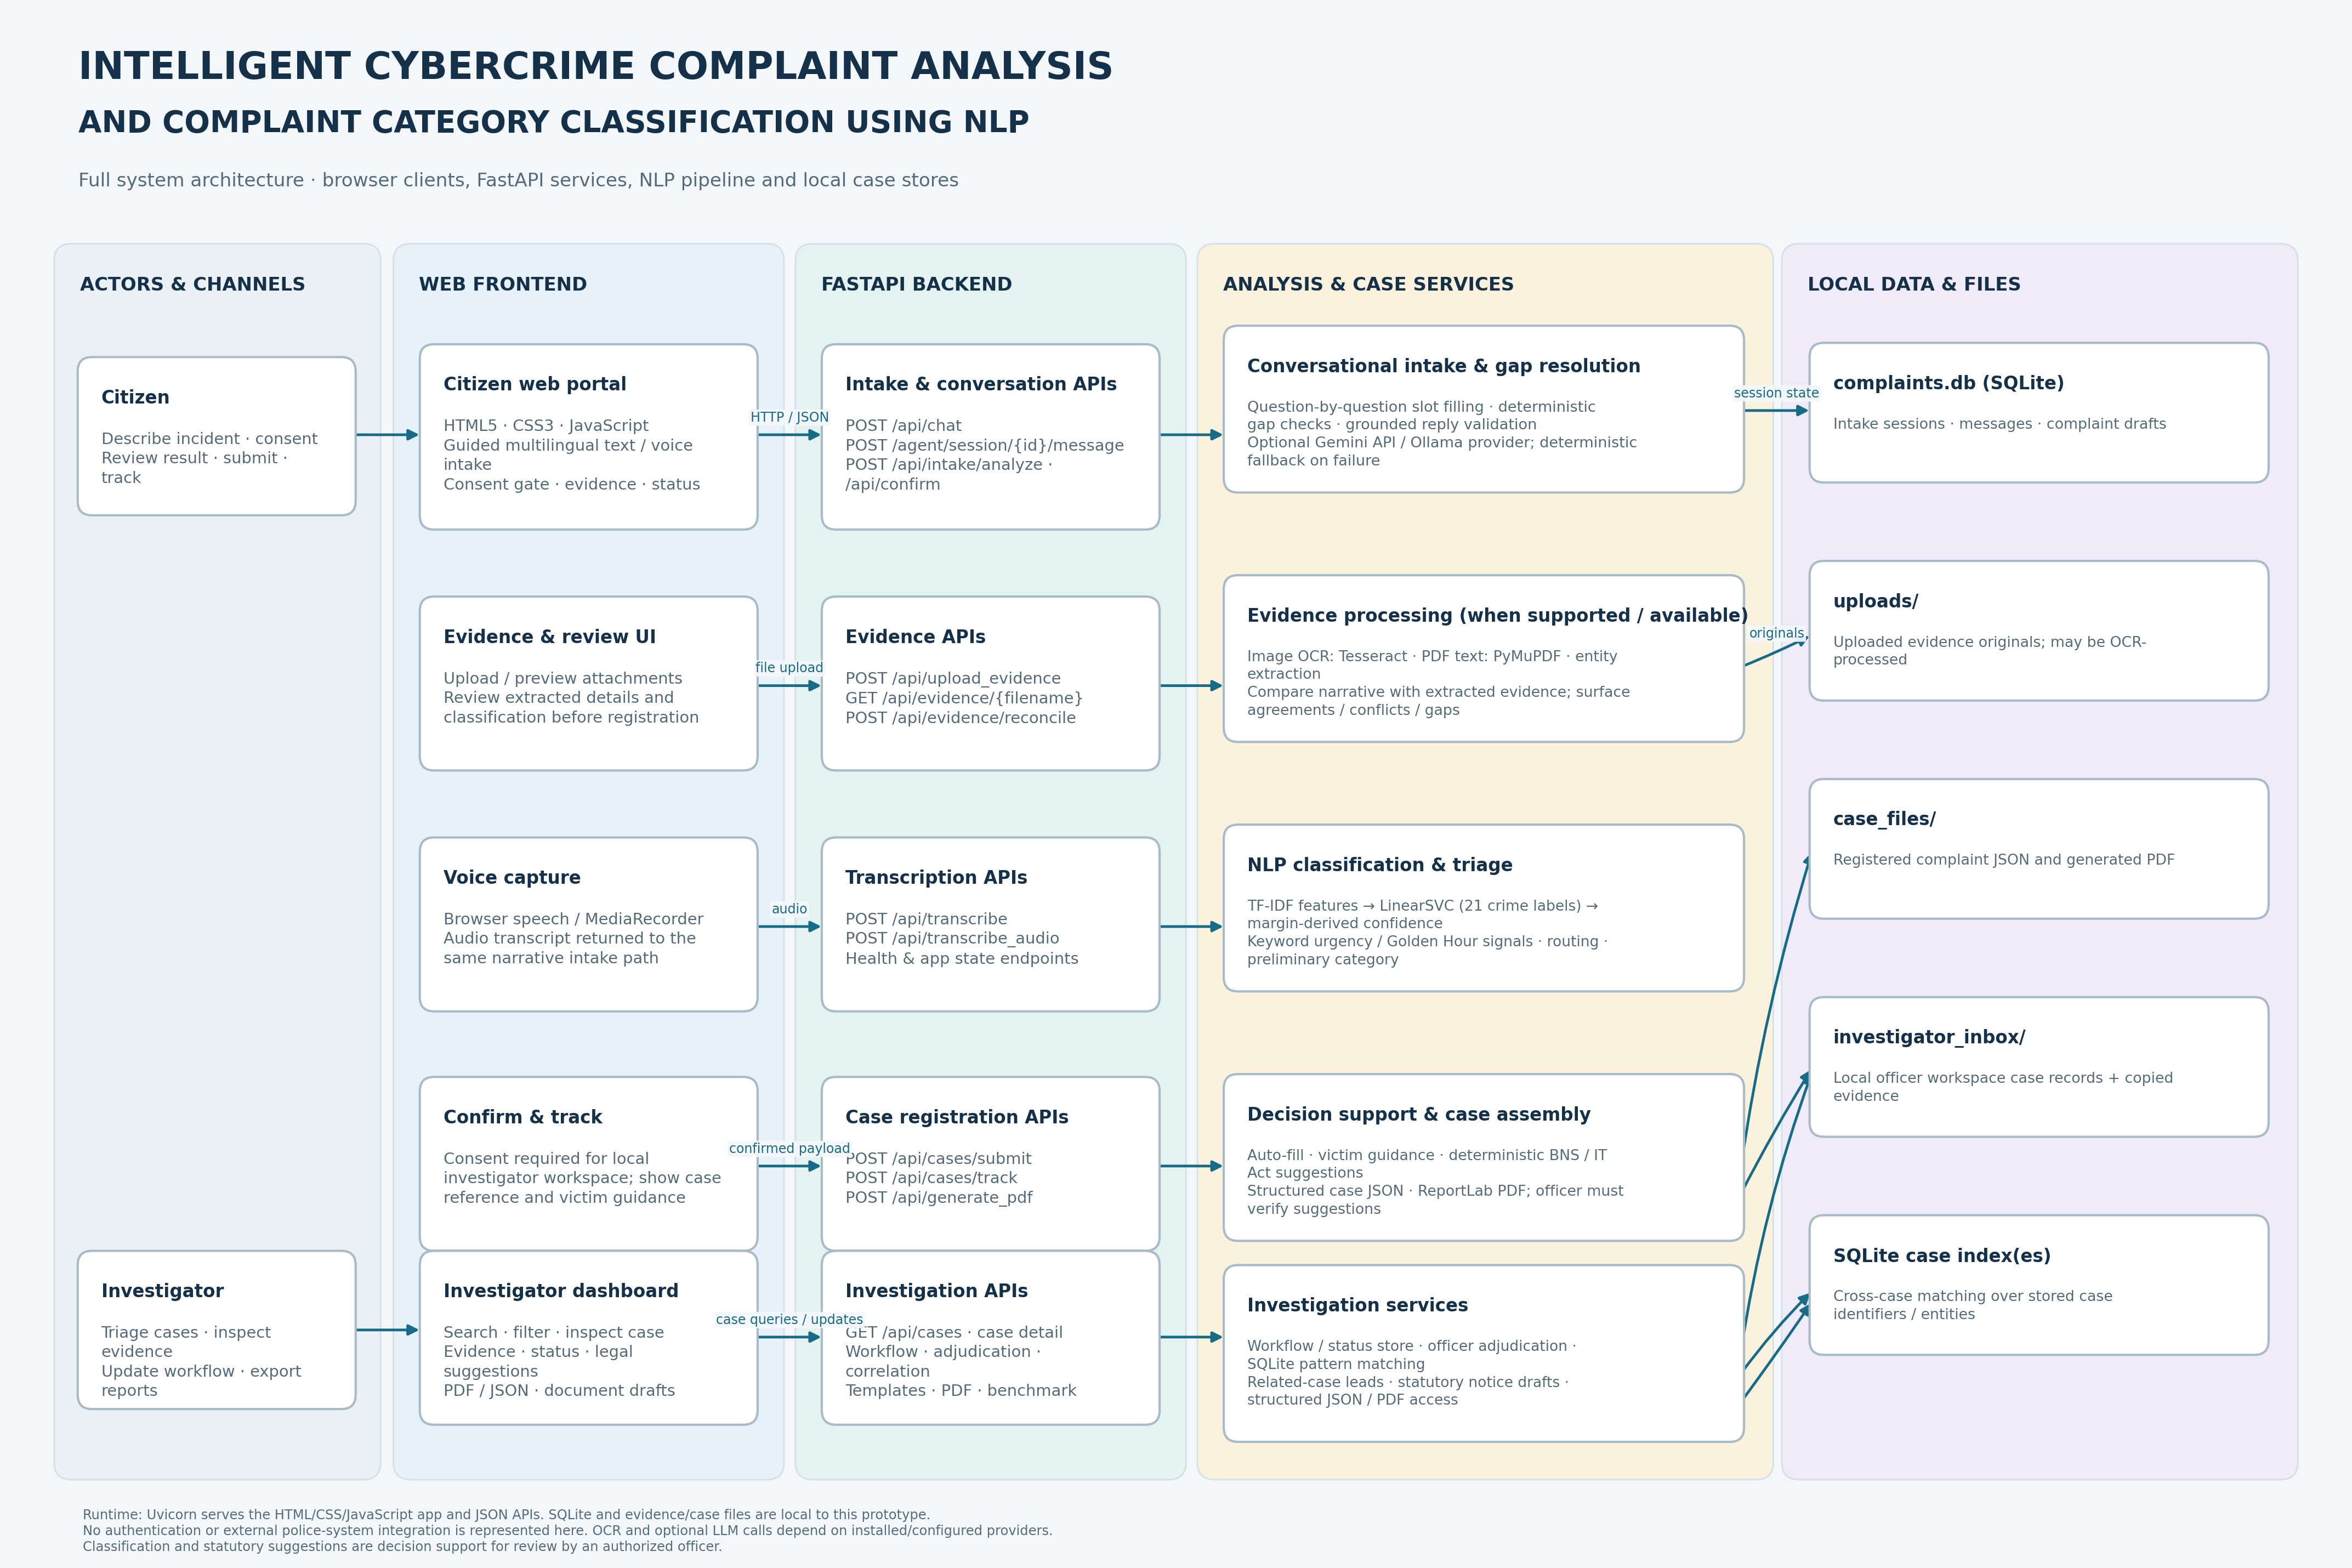 INTELLIGENT CYBERCRIME COMPLAINT ANALYSIS
AND COMPLAINT CATEGORY CLASSIFICATION USING NLP
Full system architecture · browser clients, FastAPI services, NLP pipeline and local case stores
ACTORS & CHANNELS
Citizen
Describe incident · consent
Review result · submit ·
track
Investigator
Triage cases · inspect
evidence
Update workflow · export
reports
WEB FRONTEND
Citizen web portal
HTML5 · CSS3 · JavaScript
Guided multilingual text / voice
intake
Consent gate · evidence · status
Evidence & review UI
Upload / preview attachments
Review extracted details and
classification before registration
Voice capture
Browser speech / MediaRecorder
Audio transcript returned to the
same narrative intake path
Confirm & track
Consent required for local
investigator workspace; show case
reference and victim guidance
Investigator dashboard
Search · filter · inspect case
Evidence · status · legal
suggestions
PDF / JSON · document drafts
HTTP / JSON
file upload
audio
confirmed payload
case queries / updates
FASTAPI BACKEND
Intake & conversation APIs
POST /api/chat
POST /agent/session/{id}/message
POST /api/intake/analyze ·
/api/confirm
Evidence APIs
POST /api/upload_evidence
GET /api/evidence/{filename}
POST /api/evidence/reconcile
Transcription APIs
POST /api/transcribe
POST /api/transcribe_audio
Health & app state endpoints
Case registration APIs
POST /api/cases/submit
POST /api/cases/track
POST /api/generate_pdf
Investigation APIs
GET /api/cases · case detail
Workflow · adjudication ·
correlation
Templates · PDF · benchmark
ANALYSIS & CASE SERVICES
Conversational intake & gap resolution
Question-by-question slot filling · deterministic
gap checks · grounded reply validation
Optional Gemini API / Ollama provider; deterministic
fallback on failure
Evidence processing (when supported / available)
Image OCR: Tesseract · PDF text: PyMuPDF · entity
extraction
Compare narrative with extracted evidence; surface
agreements / conflicts / gaps
NLP classification & triage
TF-IDF features → LinearSVC (21 crime labels) →
margin-derived confidence
Keyword urgency / Golden Hour signals · routing ·
preliminary category
Decision support & case assembly
Auto-fill · victim guidance · deterministic BNS / IT
Act suggestions
Structured case JSON · ReportLab PDF; officer must
verify suggestions
Investigation services
Workflow / status store · officer adjudication ·
SQLite pattern matching
Related-case leads · statutory notice drafts ·
structured JSON / PDF access
session state
originals
LOCAL DATA & FILES
complaints.db (SQLite)
Intake sessions · messages · complaint drafts
uploads/
Uploaded evidence originals; may be OCR-
processed
case_files/
Registered complaint JSON and generated PDF
investigator_inbox/
Local officer workspace case records + copied
evidence
SQLite case index(es)
Cross-case matching over stored case
identifiers / entities
Runtime: Uvicorn serves the HTML/CSS/JavaScript app and JSON APIs. SQLite and evidence/case files are local to this prototype.
No authentication or external police-system integration is represented here. OCR and optional LLM calls depend on installed/configured providers.
Classification and statutory suggestions are decision support for review by an authorized officer.